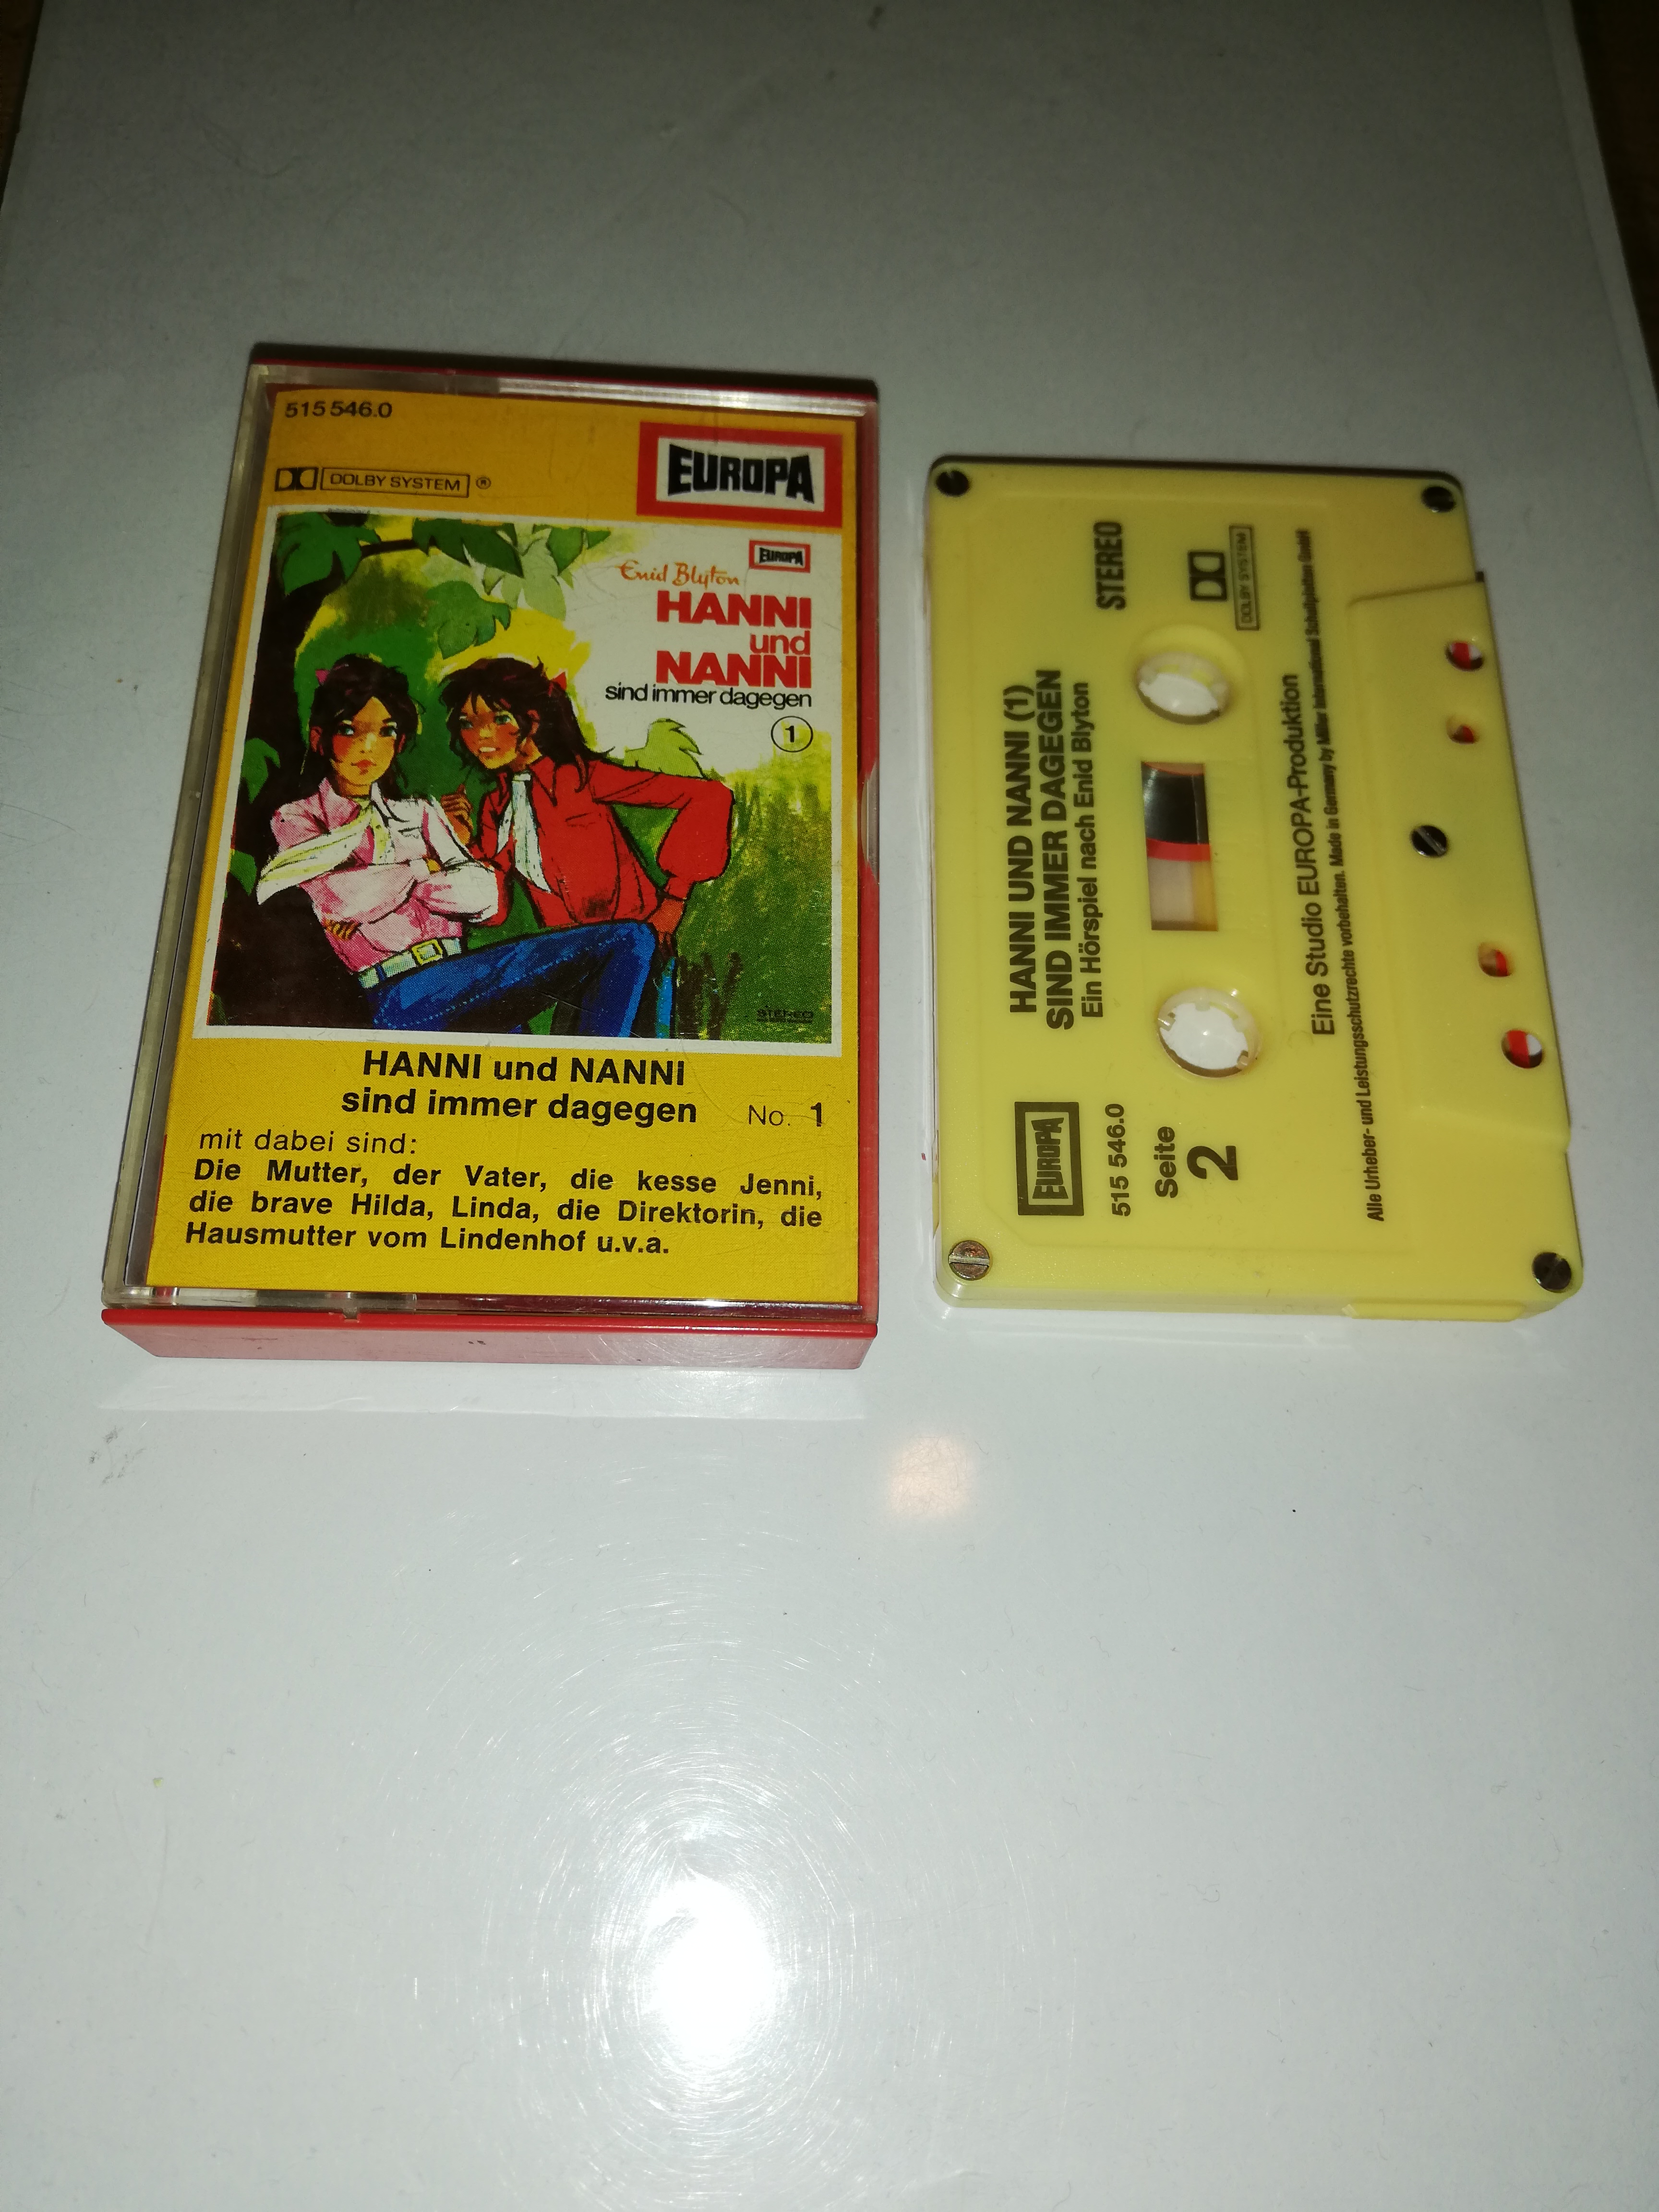 515 546.0
EUROPA
DOLBY SYSTEM ®
EUROPA
Enid Blyton
HANNI
und
NANNI
sind immer dagegen
1
STEREO
HANNI und NANNI
sind immer dagegen No. 1
mit dabei sind:
Die Mutter, der Vater, die kesse Jenni,
die brave Hilda, Linda, die Direktorin, die
Hausmutter vom Lindenhof u.v.a.
EUROPA
HANNI UND NANNI (1)
SIND IMMER DAGEGEN
Ein Hörspiel nach Enid Blyton
STEREO
515 546.0
Seite
2
DOLBY SYSTEM
Eine Studio EUROPA-Produktion
Alle Urheber- und Leistungsschutzrechte vorbehalten. Made in Germany by Miller International Schallplatten GmbH